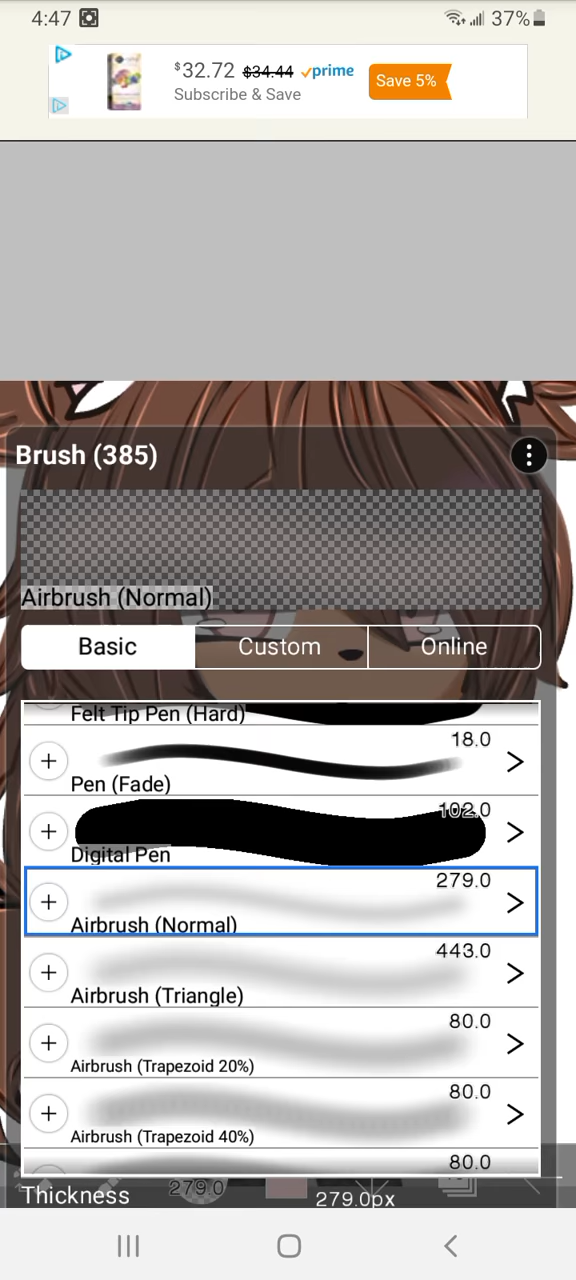 4:47
37%
$32.72 $34.44 prime
Subscribe & Save
Save 5%
Brush (385)
Airbrush (Normal)
Basic
Custom
Online
Felt Tip Pen (Hard)
18.0
Pen (Fade)
102.0
Digital Pen
279.0
Airbrush (Normal)
443.0
Airbrush (Triangle)
80.0
Airbrush (Trapezoid 20%)
80.0
Airbrush (Trapezoid 40%)
80.0
Thickness
279.0
279.0px